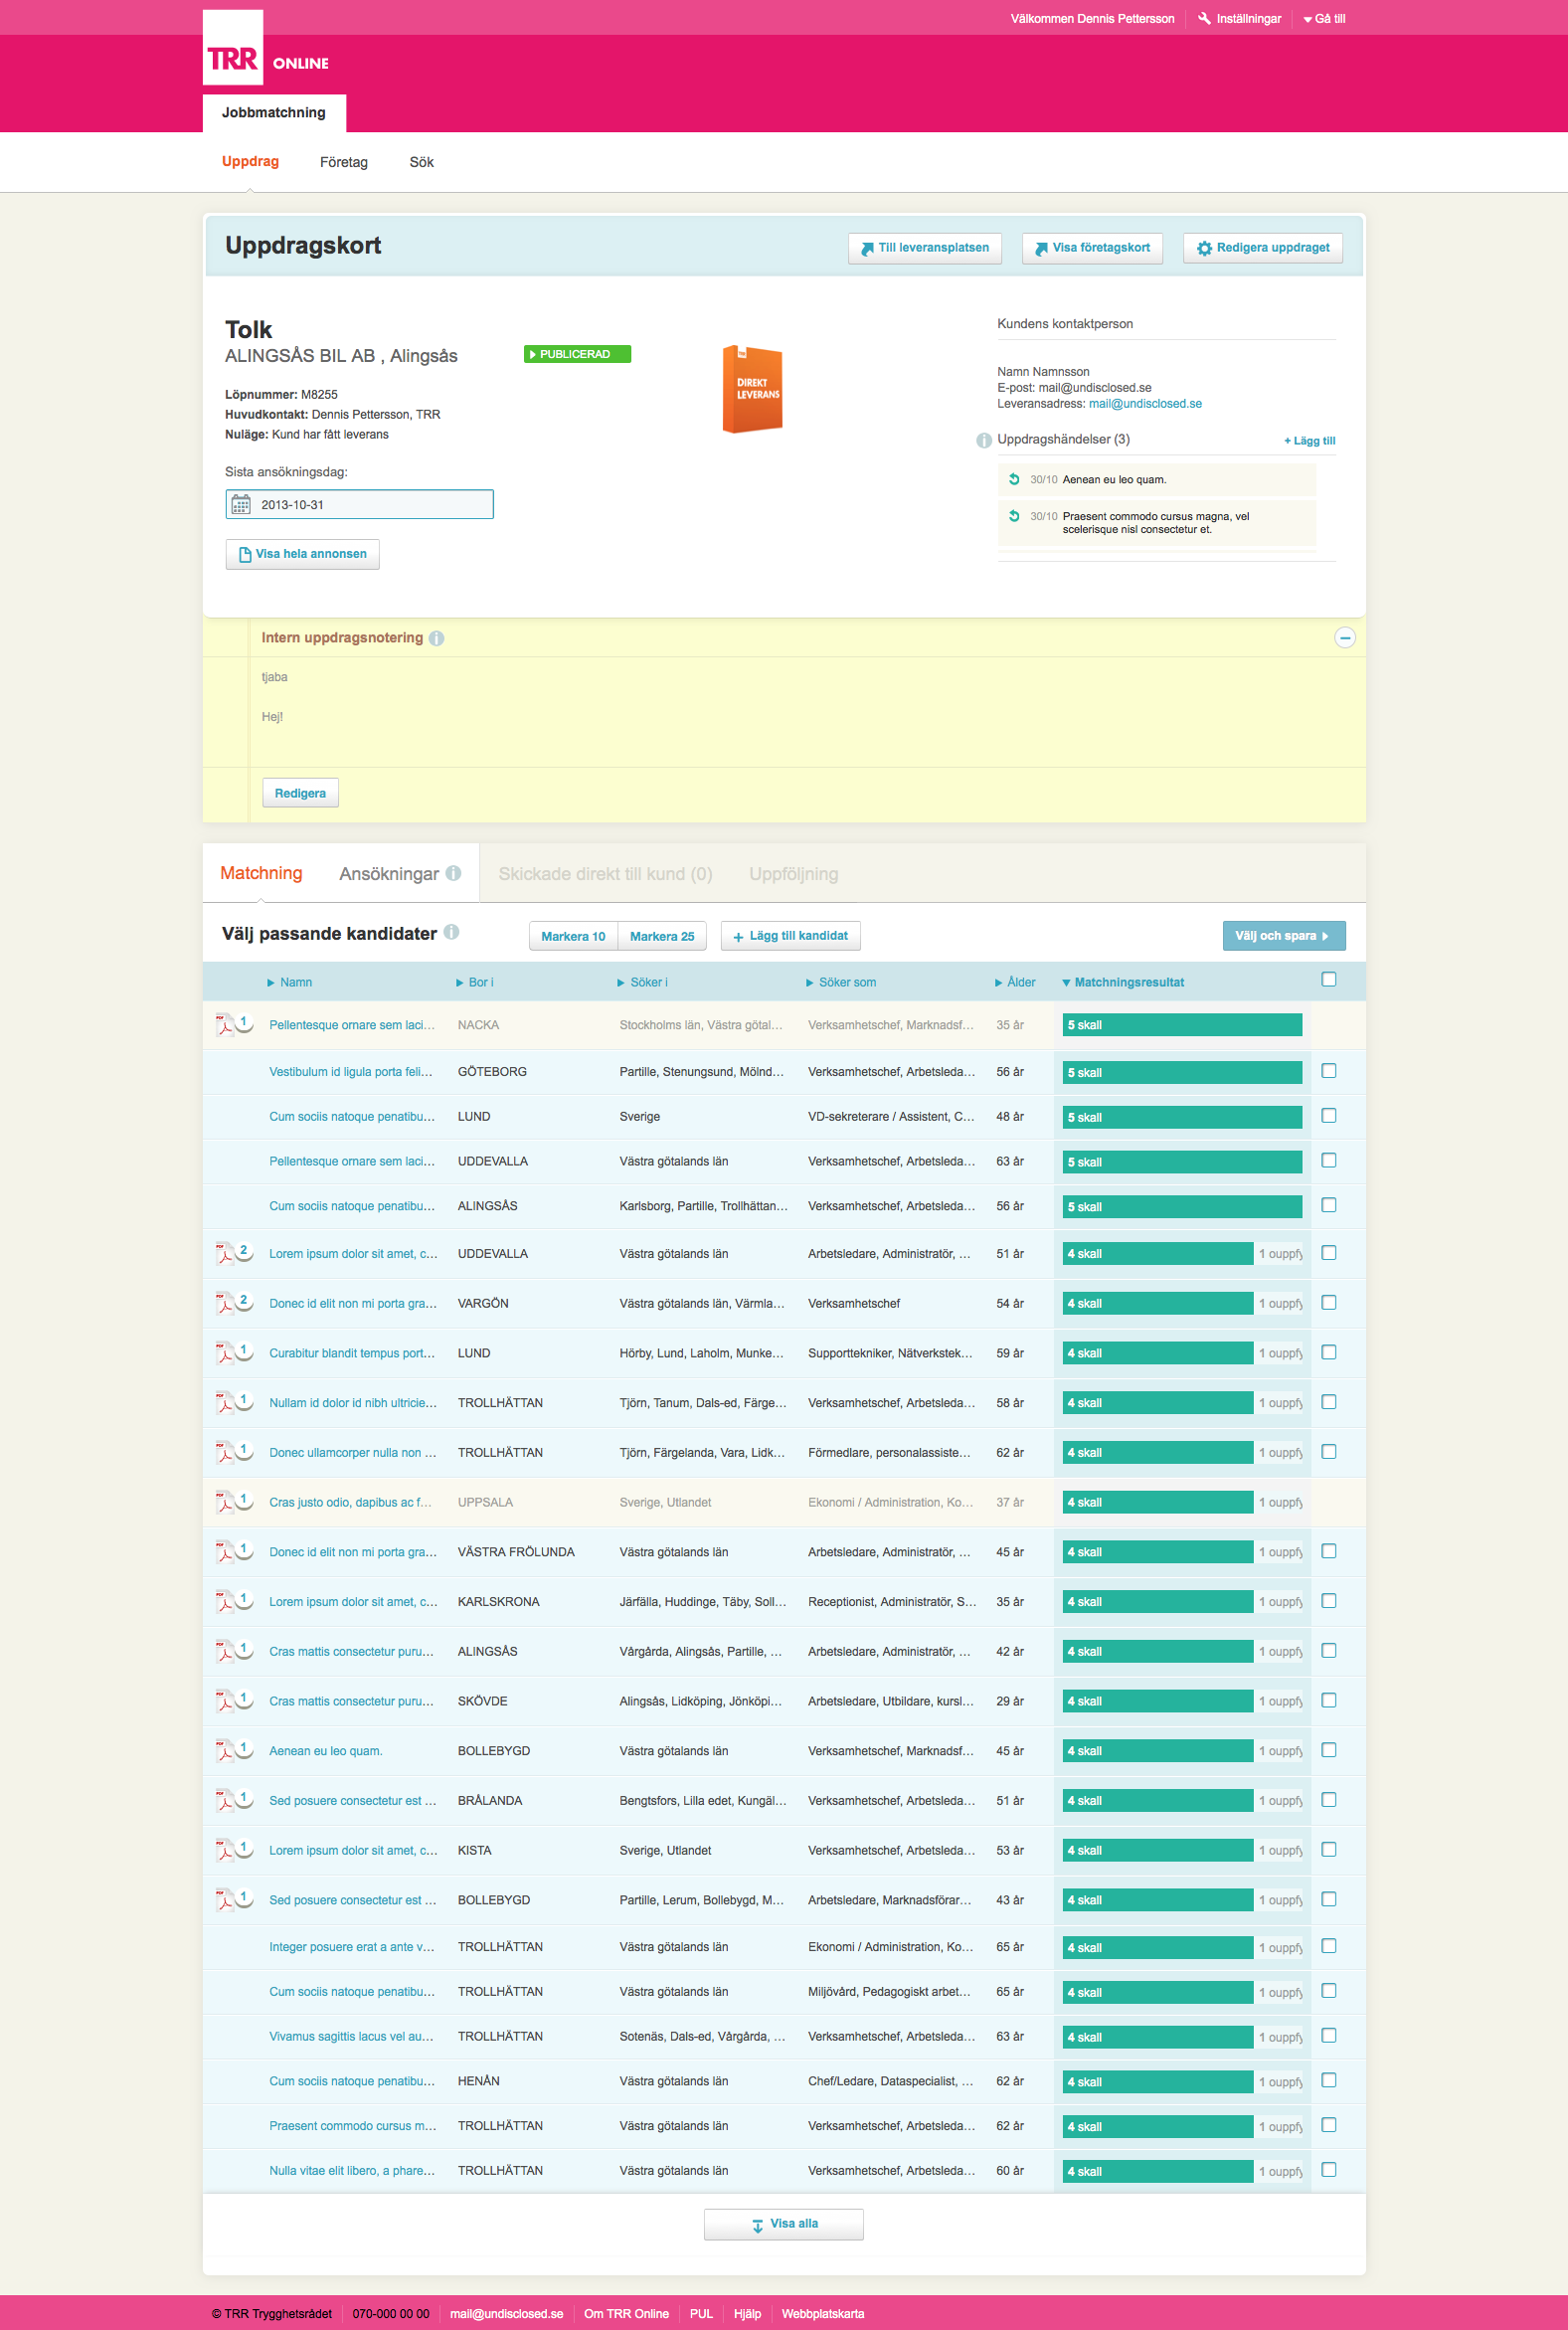 Välkommen Dennis Pettersson Inställningar Gå till
TRR ONLINE
Jobbmatchning
Uppdrag Företag Sök
Uppdragskort Till leveransplatsen Visa företagskort Redigera uppdraget
Tolk
ALINGSÅS BIL AB , Alingsås
PUBLICERAD
Löpnummer: M8255
Huvudkontakt: Dennis Pettersson, TRR
Nuläge: Kund har fått leverans
Sista ansökningsdag:
2013-10-31
Visa hela annonsen
TRR
DIREKT
LEVERANS
Kundens kontaktperson
Namn Namnsson
E-post: mail@undisclosed.se
Leveransadress: mail@undisclosed.se
Uppdragshändelser (3) + Lägg till
30/10 Aenean eu leo quam.
30/10 Praesent commodo cursus magna, vel
scelerisque nisl consectetur et.
Intern uppdragsnotering
tjaba
Hej!
Redigera
Matchning Ansökningar Skickade direkt till kund (0) Uppföljning
Välj passande kandidater Markera 10 Markera 25 + Lägg till kandidat Välj och spara
Namn Bor i Söker i Söker som Ålder Matchningsresultat
PDF 1 Pellentesque ornare sem laci... NACKA Stockholms län, Västra götal... Verksamhetschef, Marknadsf... 35 år 5 skall
Vestibulum id ligula porta feli... GÖTEBORG Partille, Stenungsund, Mölnd... Verksamhetschef, Arbetsleda... 56 år 5 skall
Cum sociis natoque penatibu... LUND Sverige VD-sekreterare / Assistent, C... 48 år 5 skall
Pellentesque ornare sem laci... UDDEVALLA Västra götalands län Verksamhetschef, Arbetsleda... 63 år 5 skall
Cum sociis natoque penatibu... ALINGSÅS Karlsborg, Partille, Trollhättan... Verksamhetschef, Arbetsleda... 56 år 5 skall
PDF 2 Lorem ipsum dolor sit amet, c... UDDEVALLA Västra götalands län Arbetsledare, Administratör, ... 51 år 4 skall 1 ouppfy
PDF 2 Donec id elit non mi porta gra... VARGÖN Västra götalands län, Värmla... Verksamhetschef 54 år 4 skall 1 ouppfy
PDF 1 Curabitur blandit tempus port... LUND Hörby, Lund, Laholm, Munke... Supporttekniker, Nätverkstek... 59 år 4 skall 1 ouppfy
PDF 1 Nullam id dolor id nibh ultricie... TROLLHÄTTAN Tjörn, Tanum, Dals-ed, Färge... Verksamhetschef, Arbetsleda... 58 år 4 skall 1 ouppfy
PDF 1 Donec ullamcorper nulla non ... TROLLHÄTTAN Tjörn, Färgelanda, Vara, Lidk... Förmedlare, personalassiste... 62 år 4 skall 1 ouppfy
PDF 1 Cras justo odio, dapibus ac f... UPPSALA Sverige, Utlandet Ekonomi / Administration, Ko... 37 år 4 skall 1 ouppfy
PDF 1 Donec id elit non mi porta gra... VÄSTRA FRÖLUNDA Västra götalands län Arbetsledare, Administratör, ... 45 år 4 skall 1 ouppfy
PDF 1 Lorem ipsum dolor sit amet, c... KARLSKRONA Järfälla, Huddinge, Täby, Soll... Receptionist, Administratör, S... 35 år 4 skall 1 ouppfy
PDF 1 Cras mattis consectetur puru... ALINGSÅS Vårgårda, Alingsås, Partille, ... Arbetsledare, Administratör, ... 42 år 4 skall 1 ouppfy
PDF 1 Cras mattis consectetur puru... SKÖVDE Alingsås, Lidköping, Jönköpi... Arbetsledare, Utbildare, kursl... 29 år 4 skall 1 ouppfy
PDF 1 Aenean eu leo quam. BOLLEBYGD Västra götalands län Verksamhetschef, Marknadsf... 45 år 4 skall 1 ouppfy
PDF 1 Sed posuere consectetur est ... BRÅLANDA Bengtsfors, Lilla edet, Kungäl... Verksamhetschef, Arbetsleda... 51 år 4 skall 1 ouppfy
PDF 1 Lorem ipsum dolor sit amet, c... KISTA Sverige, Utlandet Verksamhetschef, Arbetsleda... 53 år 4 skall 1 ouppfy
PDF 1 Sed posuere consectetur est ... BOLLEBYGD Partille, Lerum, Bollebygd, M... Arbetsledare, Marknadsförar... 43 år 4 skall 1 ouppfy
Integer posuere erat a ante v... TROLLHÄTTAN Västra götalands län Ekonomi / Administration, Ko... 65 år 4 skall 1 ouppfy
Cum sociis natoque penatibu... TROLLHÄTTAN Västra götalands län Miljövård, Pedagogiskt arbet... 65 år 4 skall 1 ouppfy
Vivamus sagittis lacus vel au... TROLLHÄTTAN Sotenäs, Dals-ed, Vårgårda, ... Verksamhetschef, Arbetsleda... 63 år 4 skall 1 ouppfy
Cum sociis natoque penatibu... HENÅN Västra götalands län Chef/Ledare, Dataspecialist, ... 62 år 4 skall 1 ouppfy
Praesent commodo cursus m... TROLLHÄTTAN Västra götalands län Verksamhetschef, Arbetsleda... 62 år 4 skall 1 ouppfy
Nulla vitae elit libero, a phare... TROLLHÄTTAN Västra götalands län Verksamhetschef, Arbetsleda... 60 år 4 skall 1 ouppfy
Visa alla
© TRR Trygghetsrådet 070-000 00 00 mail@undisclosed.se Om TRR Online PUL Hjälp Webbplatskarta